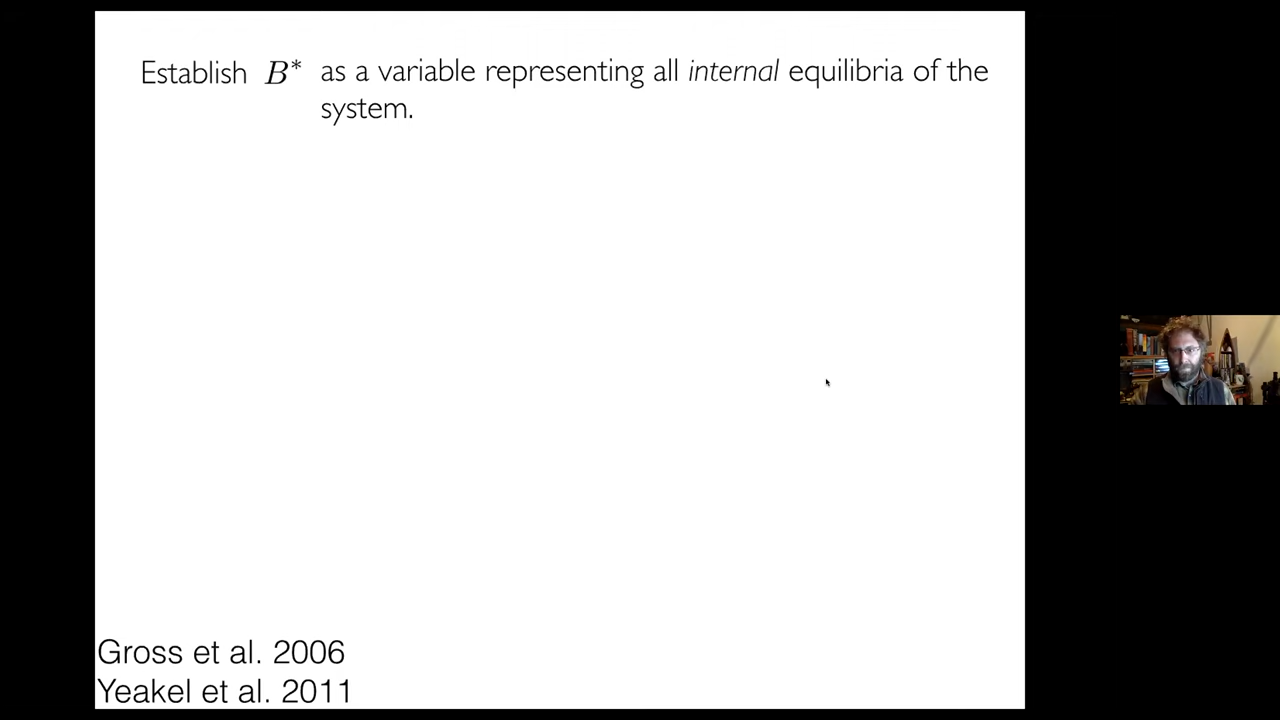 Establish B* as a variable representing all internal equilibria of the
system.
Gross et al. 2006
Yeakel et al. 2011